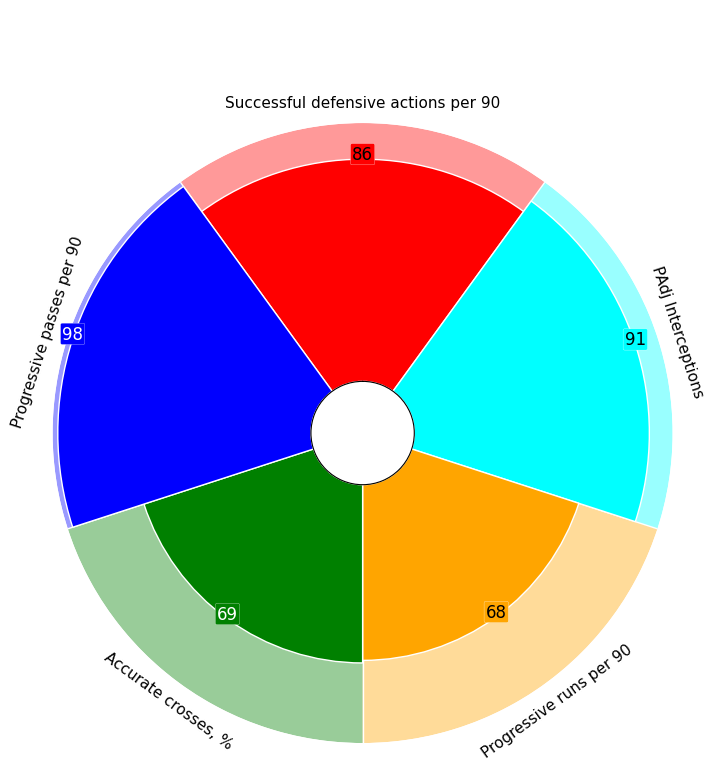 Successful defensive actions per 90
86
PAdj Interceptions
91
Progressive runs per 90
68
Accurate crosses, %
69
Progressive passes per 90
98